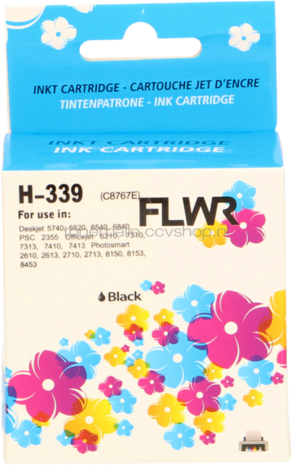 INKT CARTRIDGE - CARTOUCHE JET D'ENCRE
TINTENPATRONE - INK CARTRIDGE
INKT CARTRIDGE
INK CARTRIDGE
H-339 (C8767E)
For use in:
FLWR
Deskjet 5740, 6520, 6540, 6840,
PSC 2355 Officejet 6210, 7310,
7313, 7410, 7413 Photosmart
2610, 2613, 2710, 2713, 8150, 8153,
8453
Black